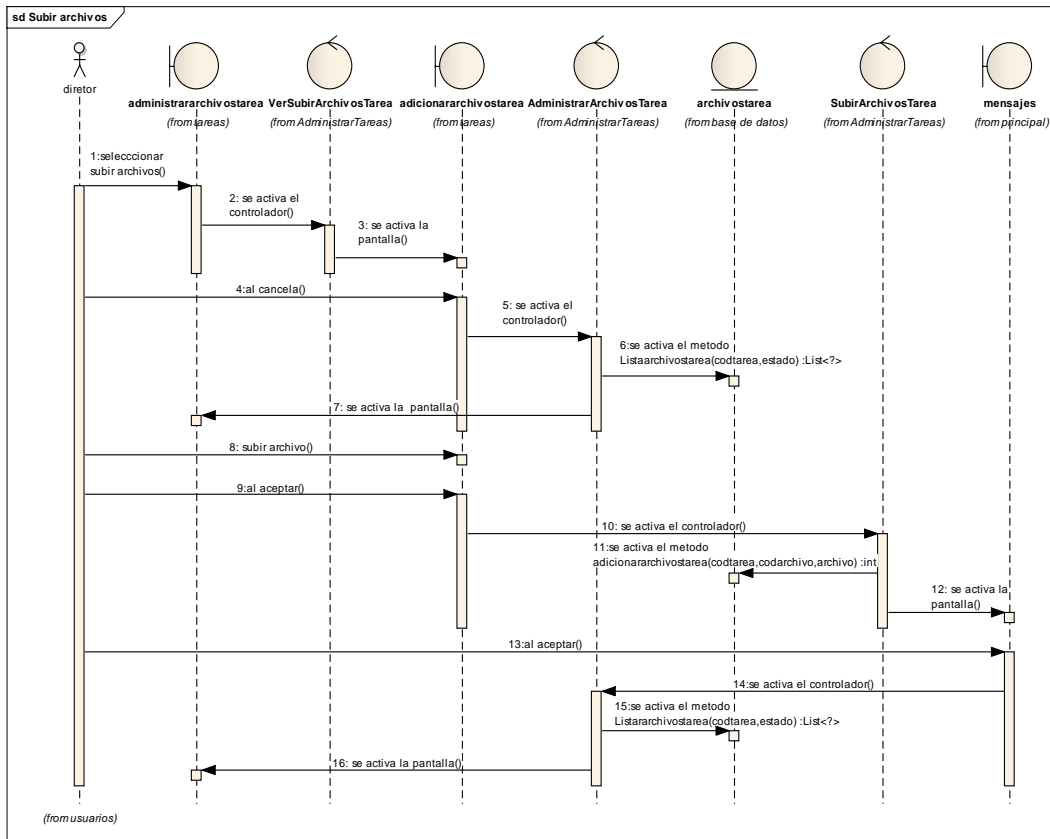 sd Subir archivos
diretor
administrararchivostarea
(from tareas)
VerSubirArchivosTarea
(from AdministrarTareas)
adicionararchivostarea
(from tareas)
AdministrarArchivosTarea
(from AdministrarTareas)
archivostarea
(from base de datos)
SubirArchivosTarea
(from AdministrarTareas)
mensajes
(from principal)
1:selecccionar
subir archivos()
2: se activa el
controlador()
3: se activa la
pantalla()
4:al cancela()
5: se activa el
controlador()
6:se activa el metodo
Listaarchivostarea(codtarea,estado) :List<?>
7: se activa la pantalla()
8: subir archivo()
9:al aceptar()
10: se activa el controlador()
11:se activa el metodo
adicionararchivostarea(codtarea,codarchivo,archivo) :int
12: se activa la
pantalla()
13:al aceptar()
14:se activa el controlador()
15:se activa el metodo
Listararchivostarea(codtarea,estado) :List<?>
16: se activa la pantalla()
(from usuarios)